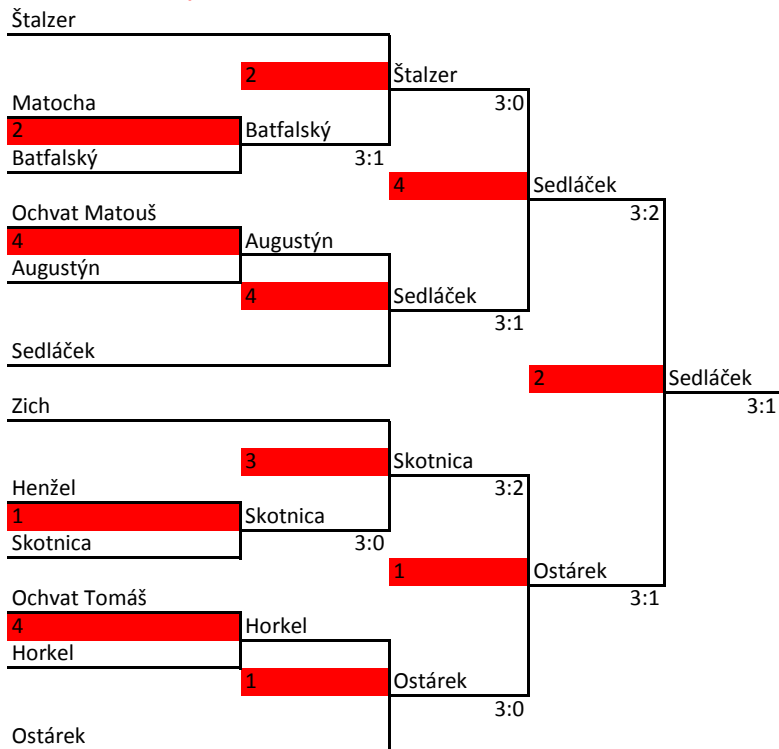 Štalzer
2 Štalzer
Matocha 3:0
2 Batfalský
Batfalský 3:1
4 Sedláček
Ochvat Matouš 3:2
4 Augustýn
Augustýn
4 Sedláček
3:1
Sedláček
2 Sedláček
Zich 3:1
3 Skotnica
Henžel 3:2
1 Skotnica
Skotnica 3:0
1 Ostárek
Ochvat Tomáš 3:1
4 Horkel
Horkel
1 Ostárek
3:0
Ostárek